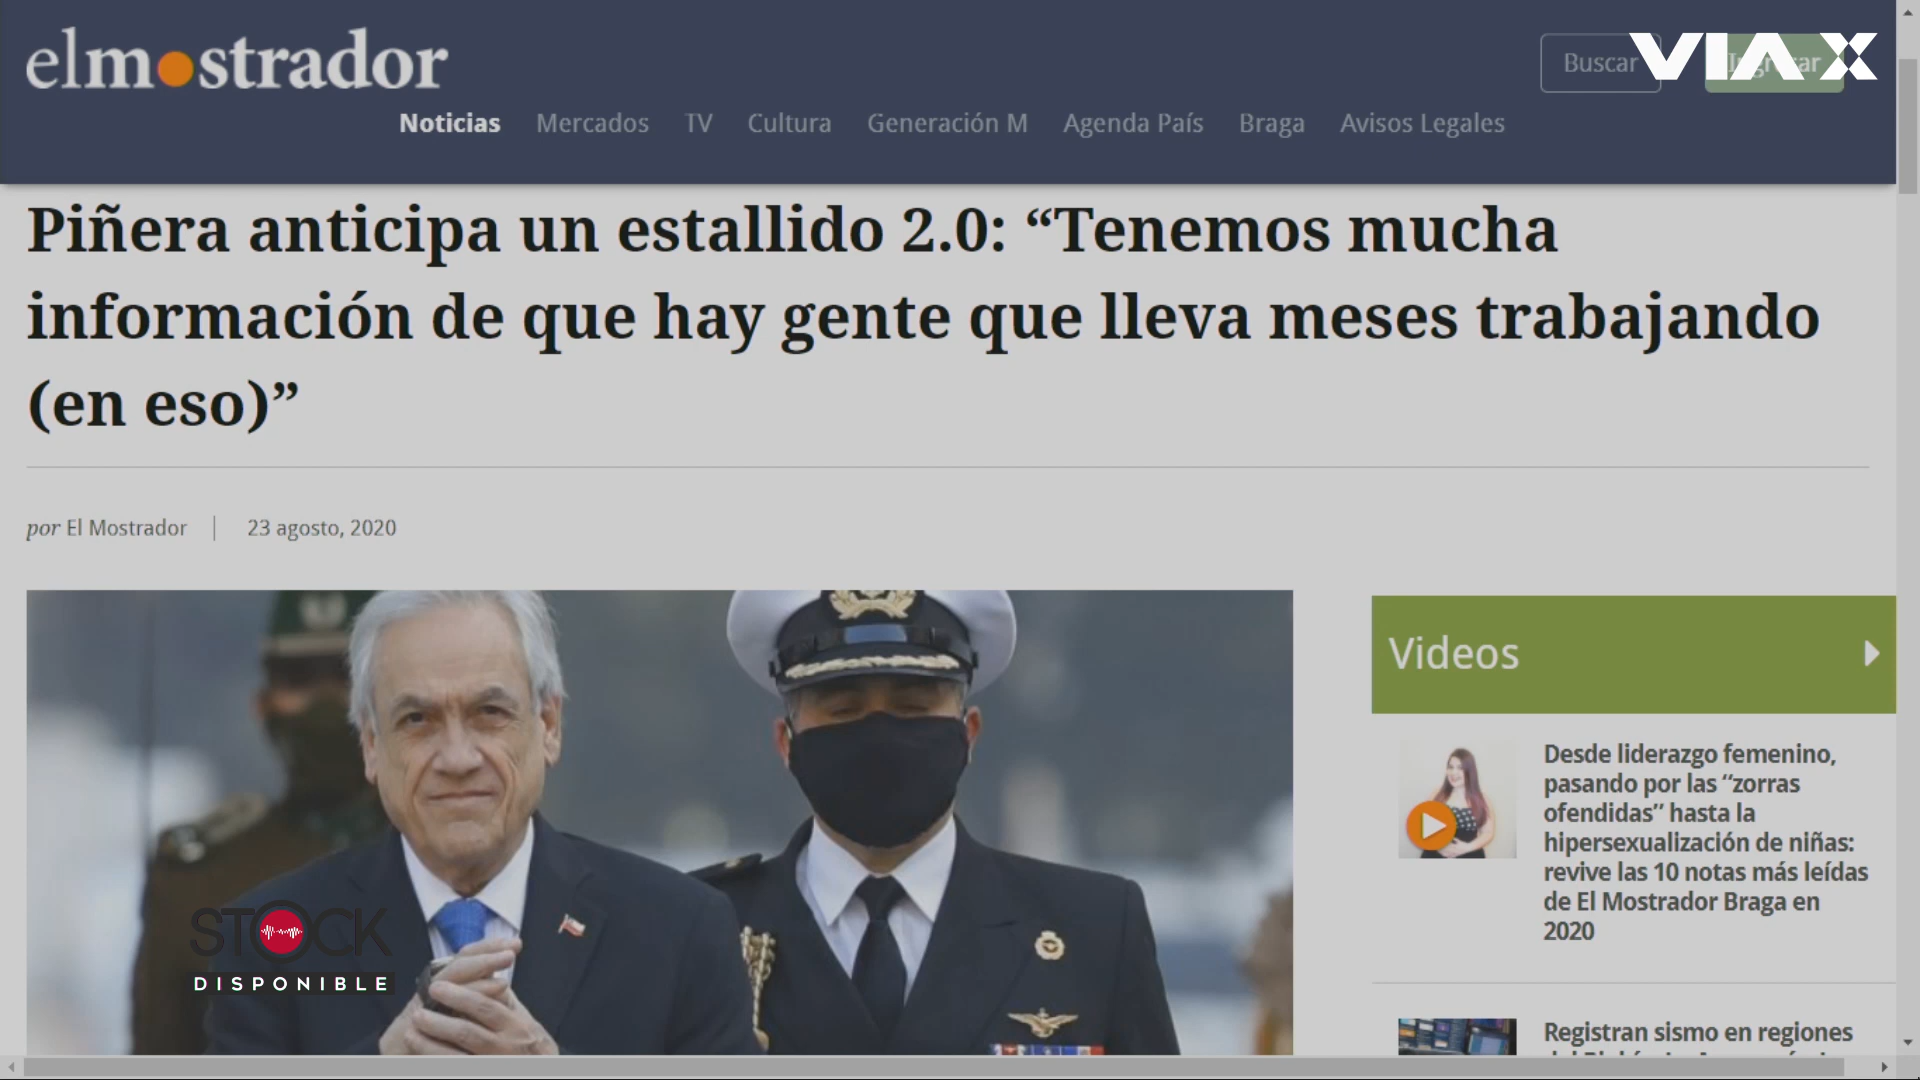 elmostrador
VIA X
Buscar
Noticias Mercados TV Cultura Generación M Agenda País Braga Avisos Legales
Piñera anticipa un estallido 2.0: “Tenemos mucha
información de que hay gente que lleva meses trabajando
(en eso)”
por El Mostrador | 23 agosto, 2020
Videos
Desde liderazgo femenino,
pasando por las “zorras
ofendidas” hasta la
hipersexualización de niñas:
revive las 10 notas más leídas
de El Mostrador Braga en
2020
Registran sismo en regiones
STOCK
DISPONIBLE